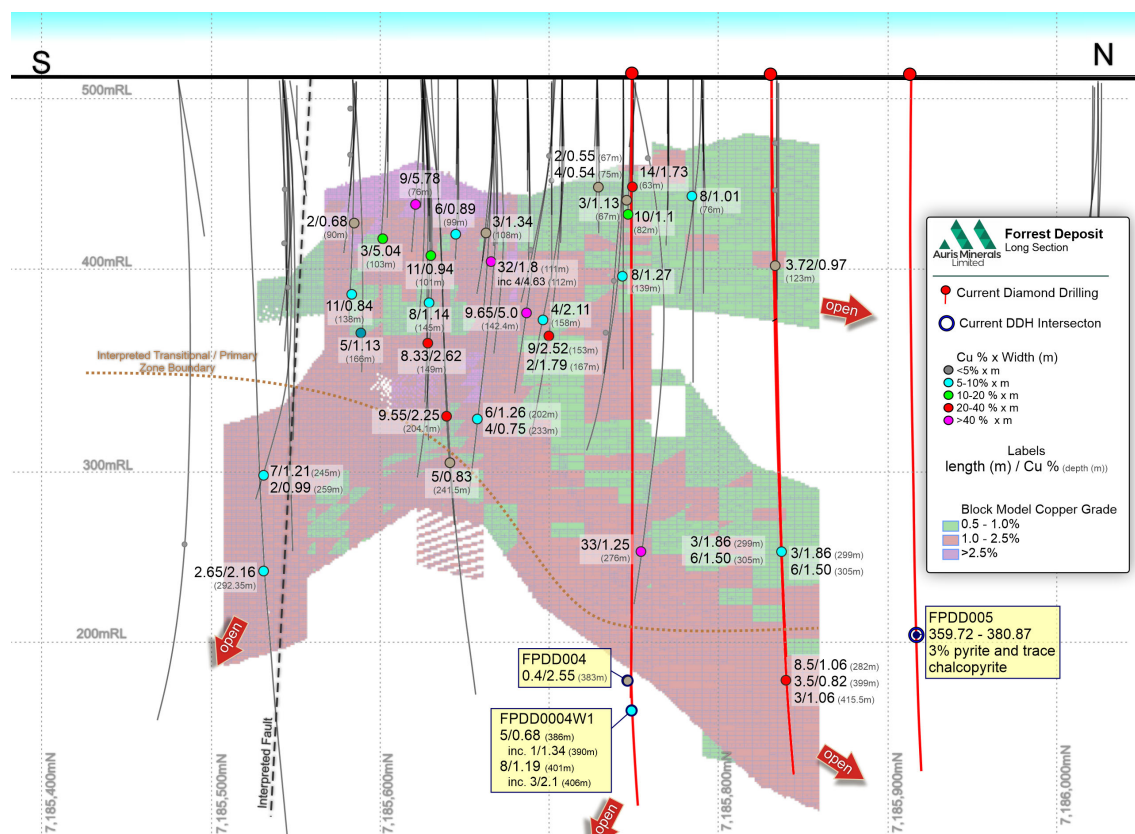 S
N
500mRL
400mRL
300mRL
200mRL
2/0.55 (67m)
4/0.54 (75m)
14/1.73
(63m)
9/5.78
(76m)
3/1.13
(67m)
10/1.1
(82m)
8/1.01
(76m)
6/0.89
(99m)
2/0.68
(90m)
3/1.34
(108m)
3/5.04
(103m)
11/0.94
(101m)
32/1.8 (111m)
inc 4/4.63 (112m)
8/1.27
(139m)
3.72/0.97
(123m)
11/0.84
(138m)
8/1.14
(145m)
9.65/5.0
(142.4m)
4/2.11
(158m)
5/1.13
(166m)
8.33/2.62
(149m)
9/2.52 (153m)
2/1.79 (167m)
Interpreted Transitional / Primary
Zone Boundary
9.55/2.25
(204.1m)
6/1.26 (202m)
4/0.75 (233m)
5/0.83
(241.5m)
7/1.21 (245m)
2/0.99 (259m)
33/1.25
(276m)
3/1.86 (299m)
6/1.50 (305m)
3/1.86 (299m)
6/1.50 (305m)
2.65/2.16
(292.35m)
8.5/1.06 (282m)
3.5/0.82 (399m)
3/1.06 (415.5m)
FPDD004
0.4/2.55 (383m)
FPDD0004W1
5/0.68 (386m)
inc. 1/1.34 (390m)
8/1.19 (401m)
inc. 3/2.1 (406m)
FPDD005
359.72 - 380.87
3% pyrite and trace
chalcopyrite
open
open
open
open
Interpreted Fault
7,185,400mN
7,185,500mN
7,185,600mN
7,185,800mN
7,185,900mN
7,186,000mN
Auris Minerals
Limited
Forrest Deposit
Long Section
Current Diamond Drilling
Current DDH Intersecton
Cu % x Width (m)
<5% x m
5-10% x m
10-20 % x m
20-40 % x m
>40 % x m
Labels
length (m) / Cu % (depth (m))
Block Model Copper Grade
0.5 - 1.0%
1.0 - 2.5%
>2.5%